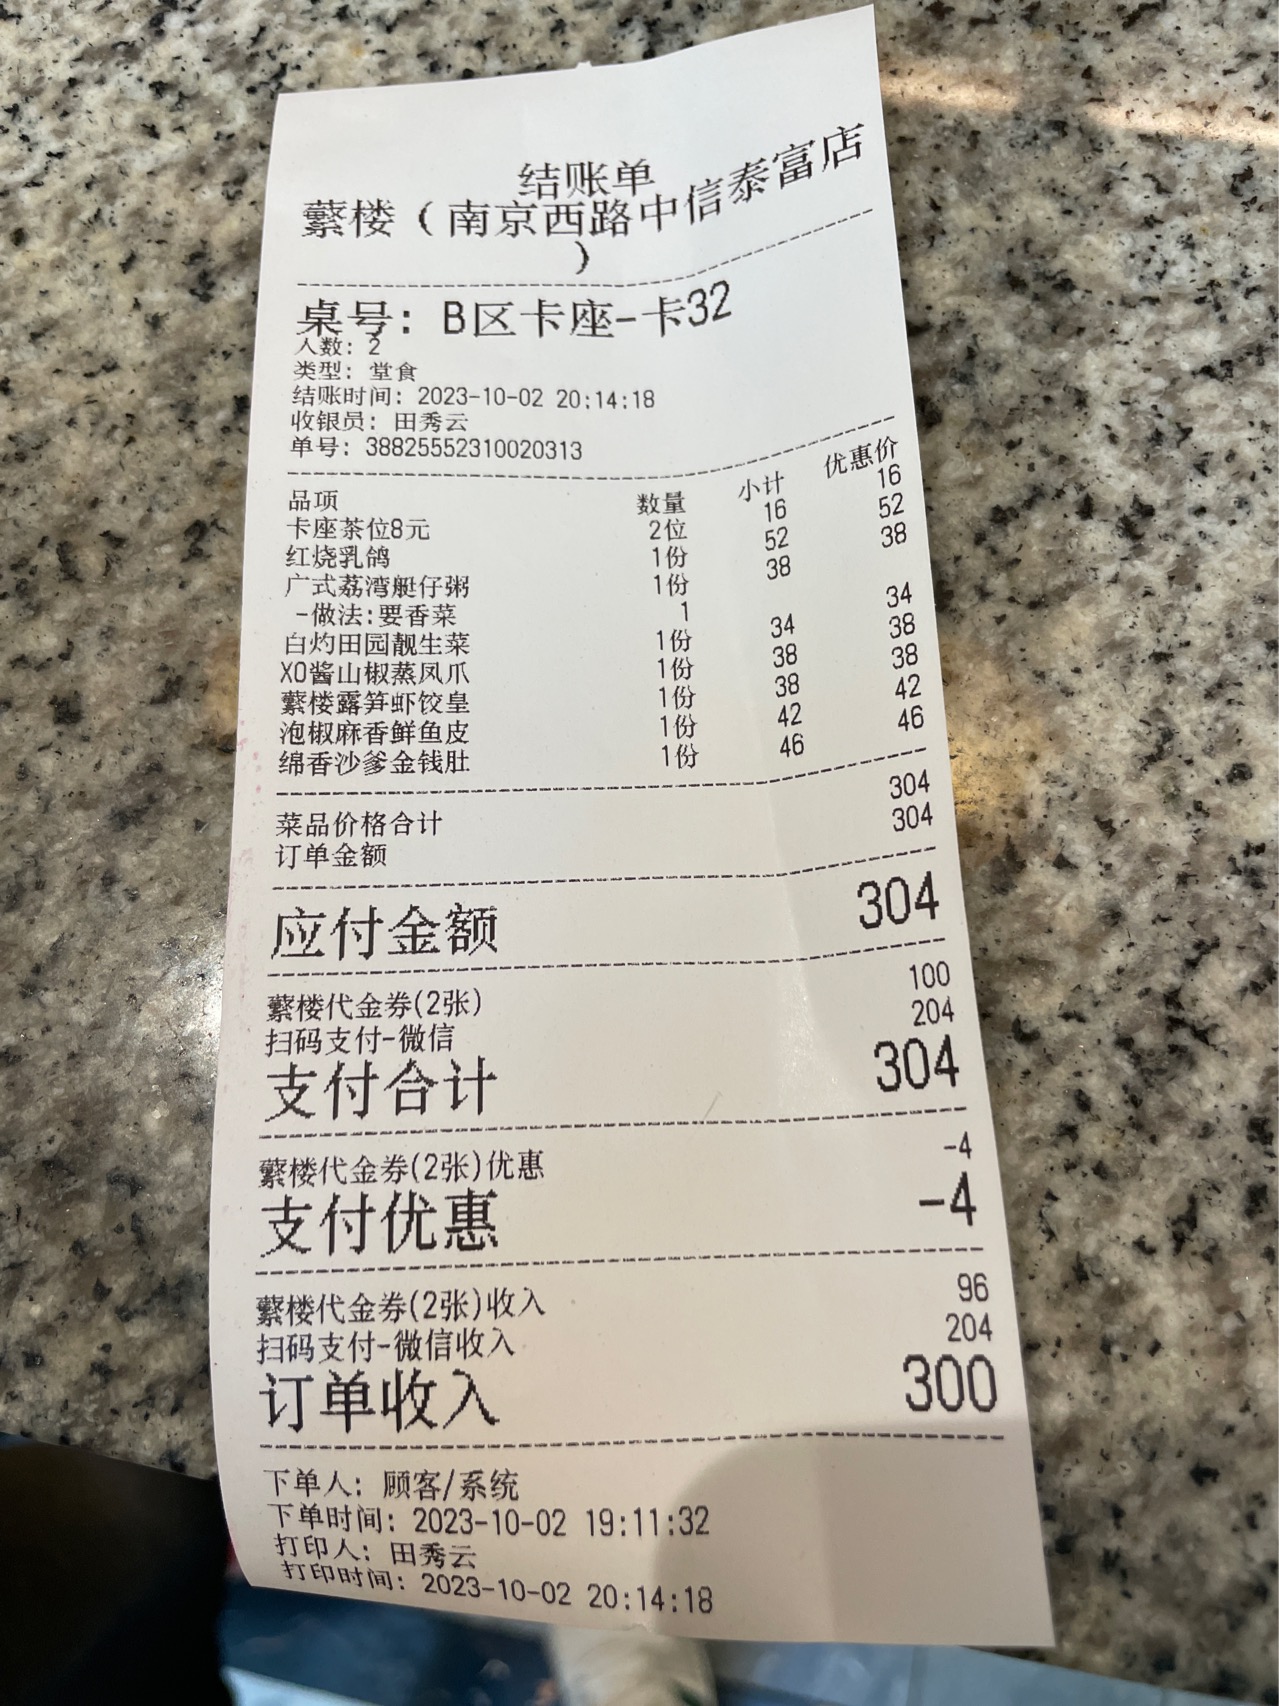 结账单
蘩楼（南京西路中信泰富店
）
桌号：B区卡座-卡32
人数：2
类型：堂食
结账时间：2023-10-02 20:14:18
收银员：田秀云
单号：38825552310020313
品项 数量 小计 优惠价
卡座茶位8元 2位 16 16
红烧乳鸽 1份 52 52
广式荔湾艇仔粥 1份 38 38
-做法:要香菜 1
白灼田园靓生菜 1份 34 34
XO酱山椒蒸凤爪 1份 38 38
蘩楼露笋虾饺皇 1份 38 38
泡椒麻香鲜鱼皮 1份 42 42
绵香沙爹金钱肚 1份 46 46
菜品价格合计 304
订单金额 304
应付金额 304
蘩楼代金券(2张) 100
扫码支付-微信 204
支付合计 304
蘩楼代金券(2张)优惠 -4
支付优惠 -4
蘩楼代金券(2张)收入 96
扫码支付-微信收入 204
订单收入 300
下单人：顾客/系统
下单时间：2023-10-02 19:11:32
打印人：田秀云
打印时间：2023-10-02 20:14:18